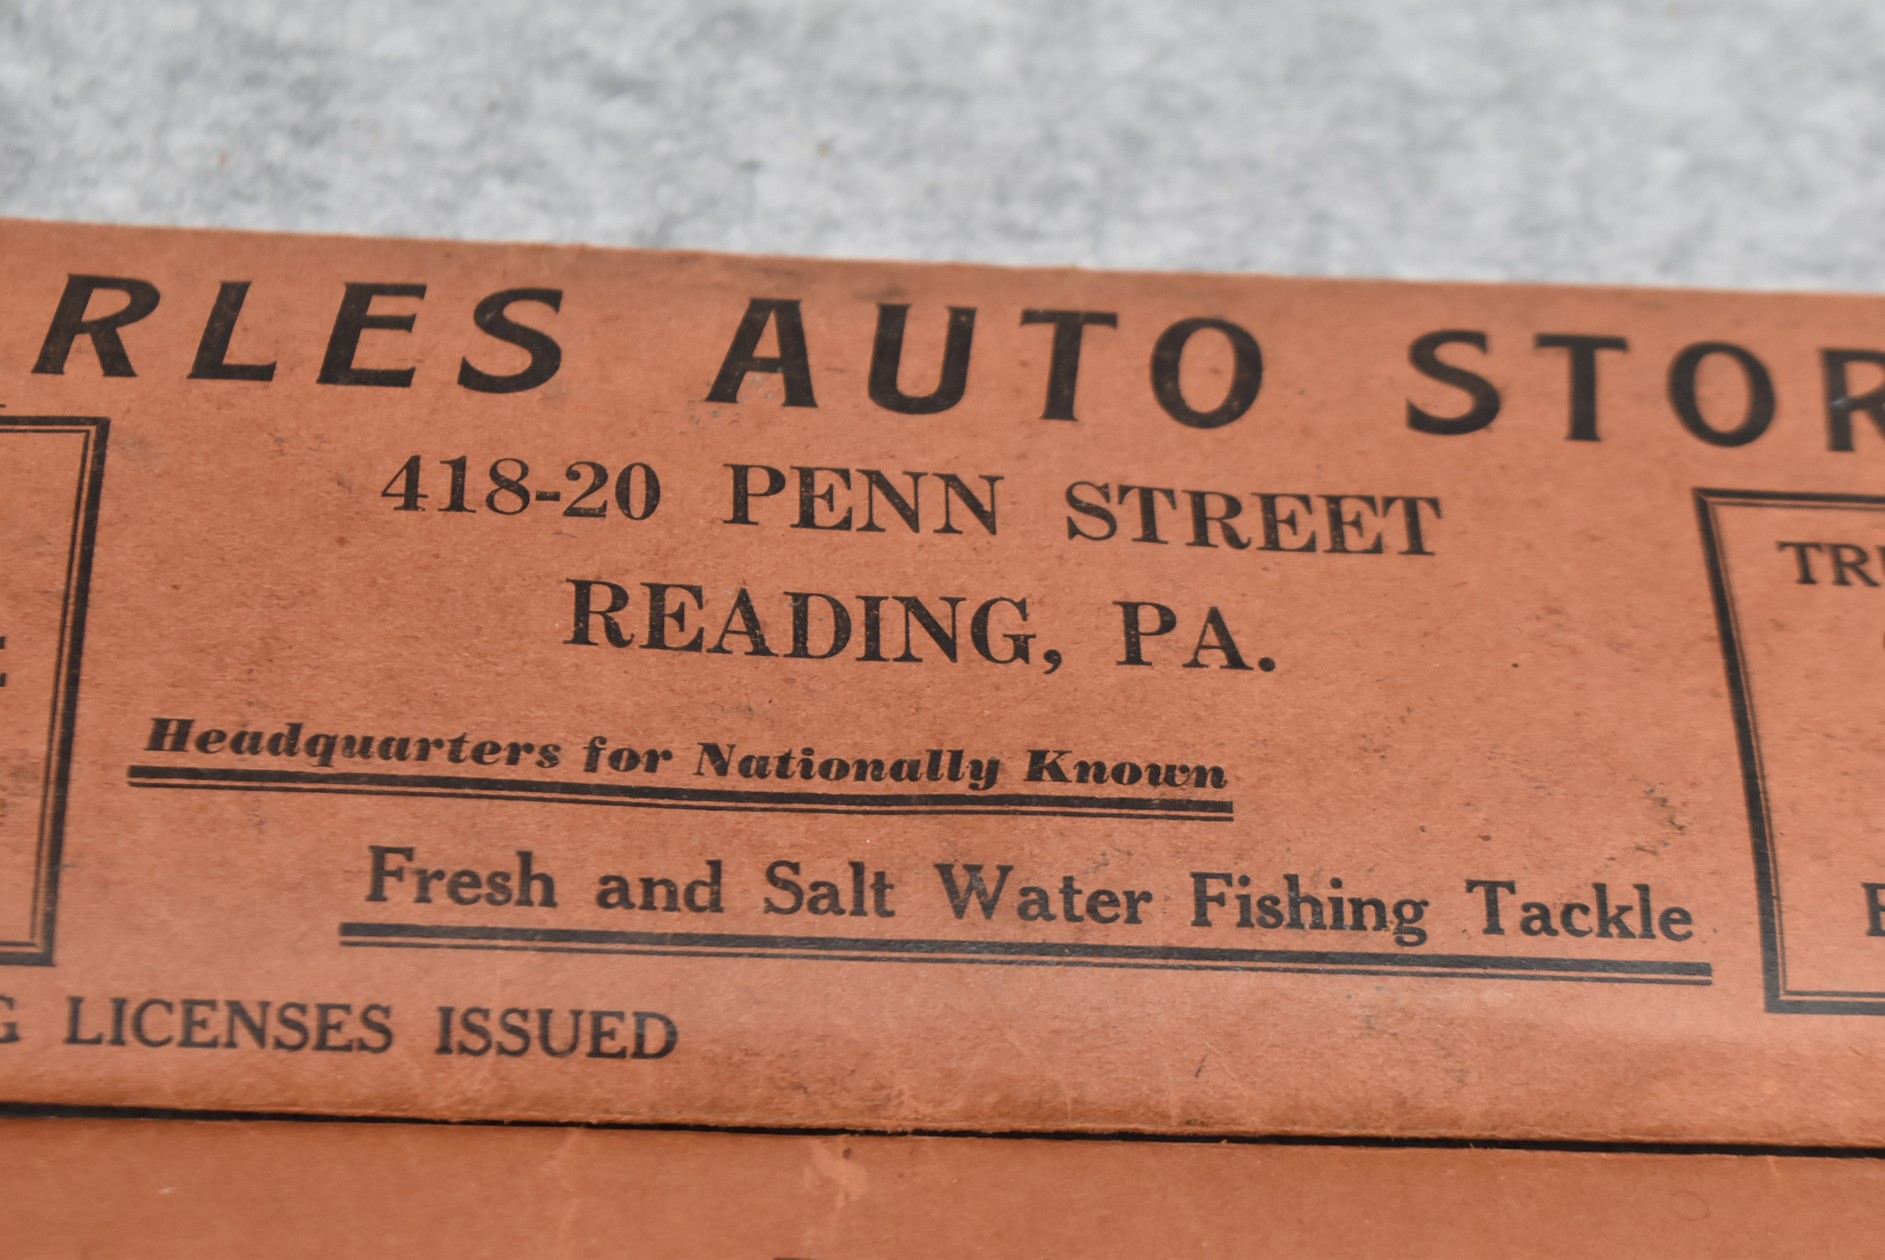 RLES AUTO STOR
418-20 PENN STREET
READING, PA.
Headquarters for Nationally Known
Fresh and Salt Water Fishing Tackle
G LICENSES ISSUED
TRU